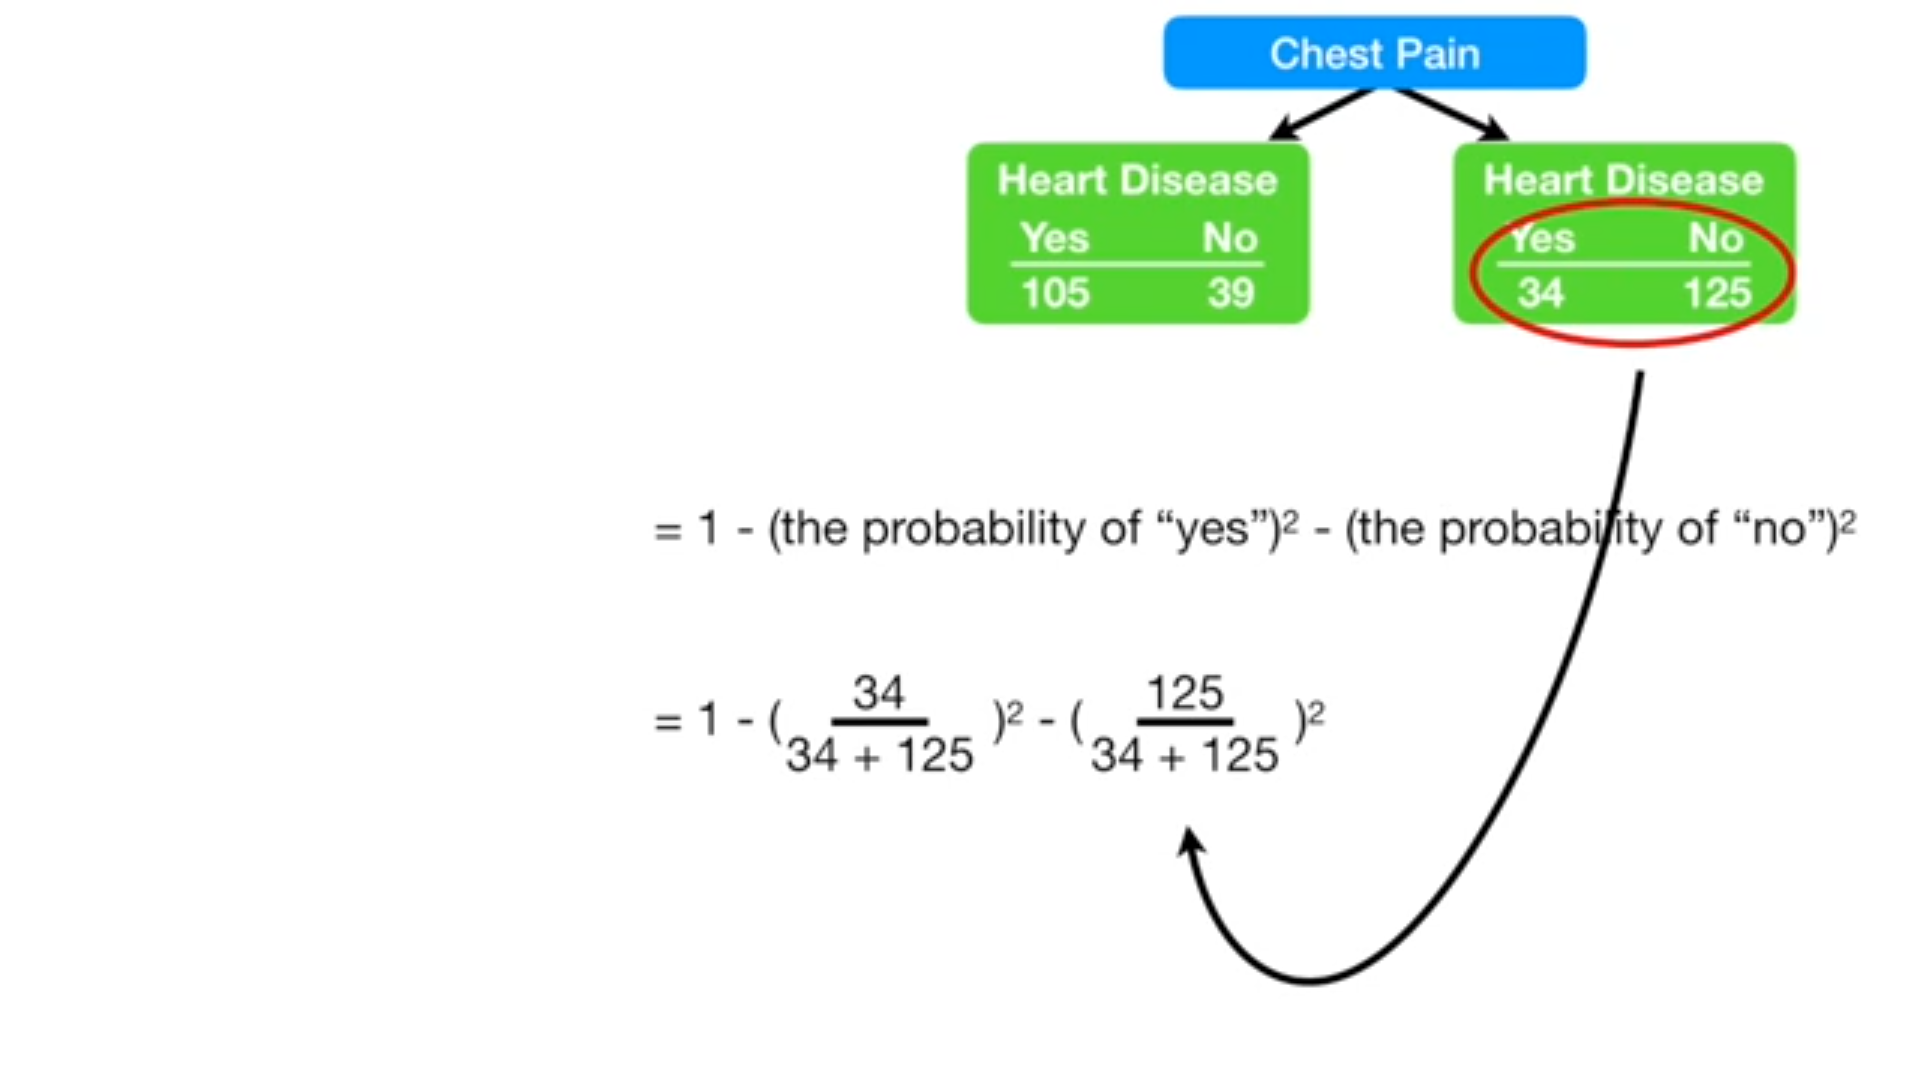 Chest Pain
Heart Disease
Yes No
105 39
Heart Disease
Yes No
34 125
= 1 - (the probability of “yes”)² - (the probability of “no”)²
= 1 - (34 / 34 + 125)² - (125 / 34 + 125)²